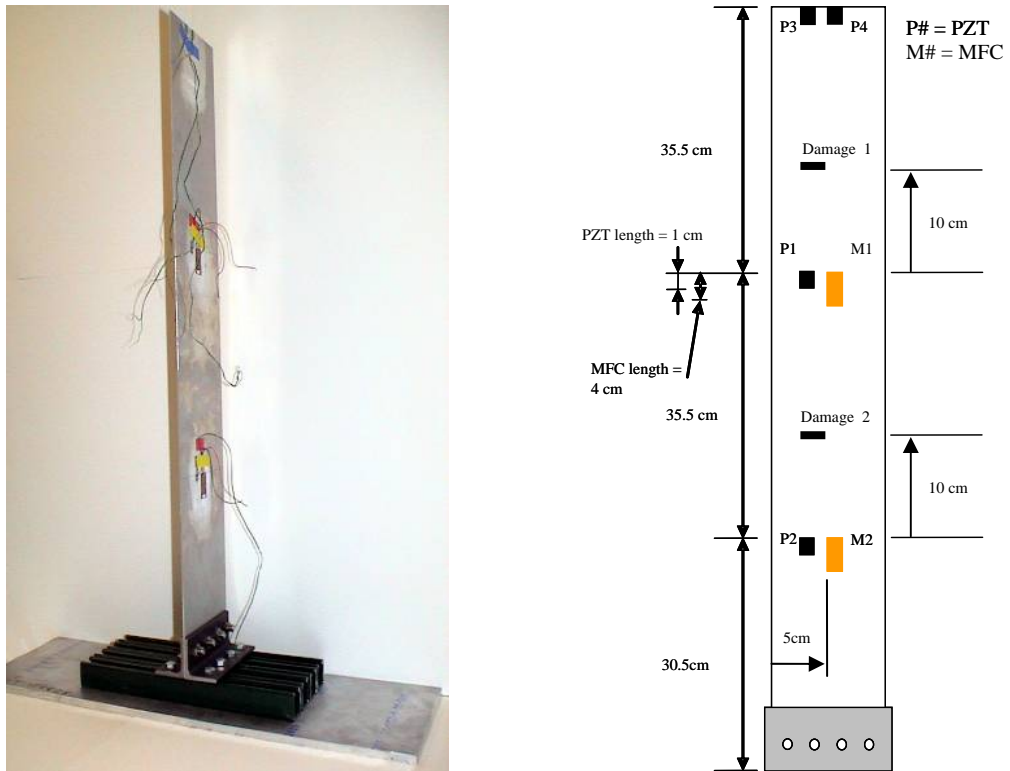 P3
P4
P# = PZT
M# = MFC
35.5 cm
Damage 1
10 cm
PZT length = 1 cm
P1
M1
MFC length =
4 cm
35.5 cm
Damage 2
10 cm
P2
M2
5cm
30.5cm